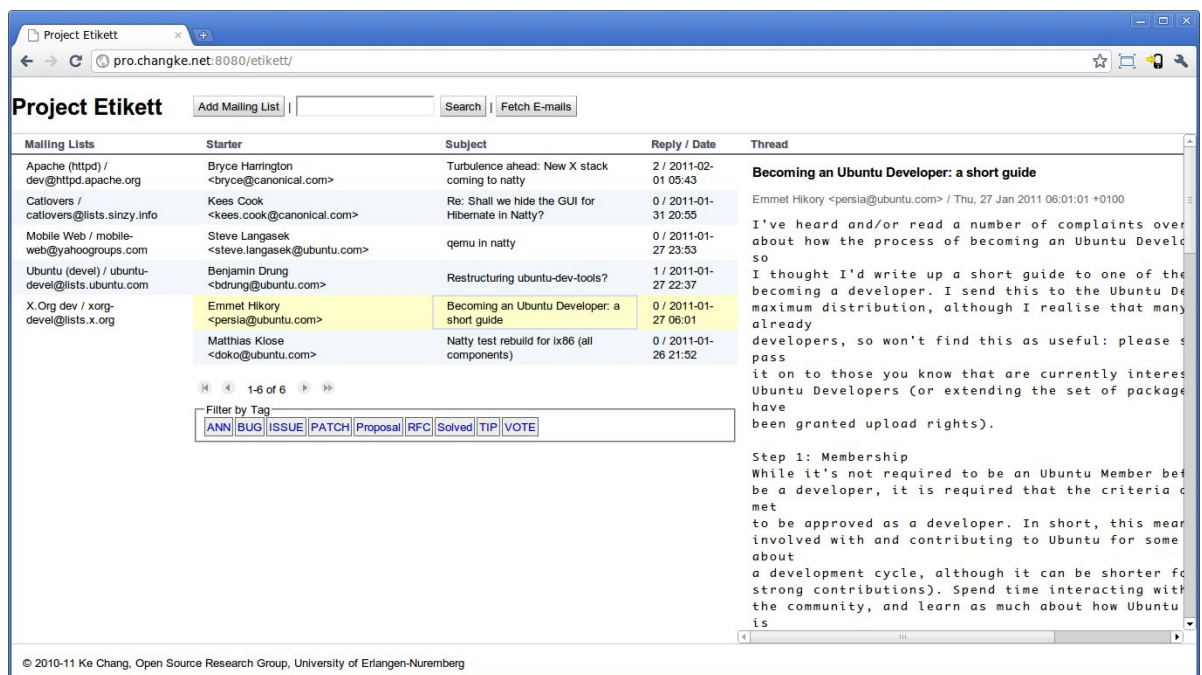 Project Etikett
pro.changke.net:8080/etikett/
Project Etikett
Add Mailing List | Search | Fetch E-mails
Mailing Lists
Apache (httpd) /
dev@httpd.apache.org
Catlovers /
catlovers@lists.sinzy.info
Mobile Web / mobile-
web@yahoogroups.com
Ubuntu (devel) / ubuntu-
devel@lists.ubuntu.com
X.Org dev / xorg-
devel@lists.x.org
Starter Subject Reply / Date
Bryce Harrington Turbulence ahead: New X stack 2 / 2011-02-
<bryce@canonical.com> coming to natty 01 05:43
Kees Cook Re: Shall we hide the GUI for 0 / 2011-01-
<kees.cook@canonical.com> Hibernate in Natty? 31 20:55
Steve Langasek qemu in natty 0 / 2011-01-
<steve.langasek@ubuntu.com> 27 23:53
Benjamin Drung Restructuring ubuntu-dev-tools? 1 / 2011-01-
<bdrung@ubuntu.com> 27 22:37
Emmet Hikory Becoming an Ubuntu Developer: a 0 / 2011-01-
<persia@ubuntu.com> short guide 27 06:01
Matthias Klose Natty test rebuild for ix86 (all 0 / 2011-01-
<doko@ubuntu.com> components) 26 21:52
1-6 of 6
Filter by Tag
ANN BUG ISSUE PATCH Proposal RFC Solved TIP VOTE
Thread
Becoming an Ubuntu Developer: a short guide
Emmet Hikory <persia@ubuntu.com> / Thu, 27 Jan 2011 06:01:01 +0100
I've heard and/or read a number of complaints over
about how the process of becoming an Ubuntu
so
I thought I'd write up a short guide to one of the
becoming a developer. I send this to the Ubuntu
maximum distribution, although I realise that many
already
developers, so won't find this as useful: please
pass
it on to those you know that are currently
Ubuntu Developers (or extending the set of
have
been granted upload rights).
Step 1: Membership
While it's not required to be an Ubuntu Member
be a developer, it is required that the criteria
met
to be approved as a developer. In short, this
involved with and contributing to Ubuntu for some
about
a development cycle, although it can be shorter
strong contributions). Spend time interacting with
the community, and learn as much about how Ubuntu
is
© 2010-11 Ke Chang, Open Source Research Group, University of Erlangen-Nuremberg